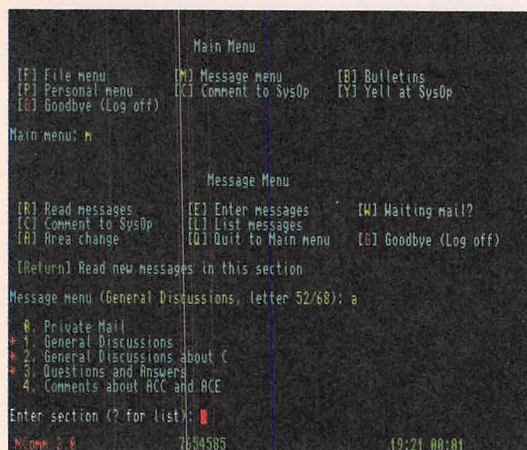 Main Menu
[F] File menu [M] Message menu [B] Bulletins
[P] Personal menu [C] Comment to SysOp [Y] Yell at SysOp
[G] Goodbye (Log off)
Main menu: m
Message Menu
[R] Read messages [E] Enter messages [W] Waiting mail?
[C] Comment to SysOp [L] List messages
[A] Area change [Q] Quit to Main menu [G] Goodbye (Log off)
[Return] Read new messages in this section
Message menu (General Discussions, letter 52/68): a
0. Private Mail
* 1. General Discussions
* 2. General Discussions about C
* 3. Questions and Answers
4. Comments about ACC and ACE
Enter section (? for list):
NComm 2.0 7654585 19:21 00:01